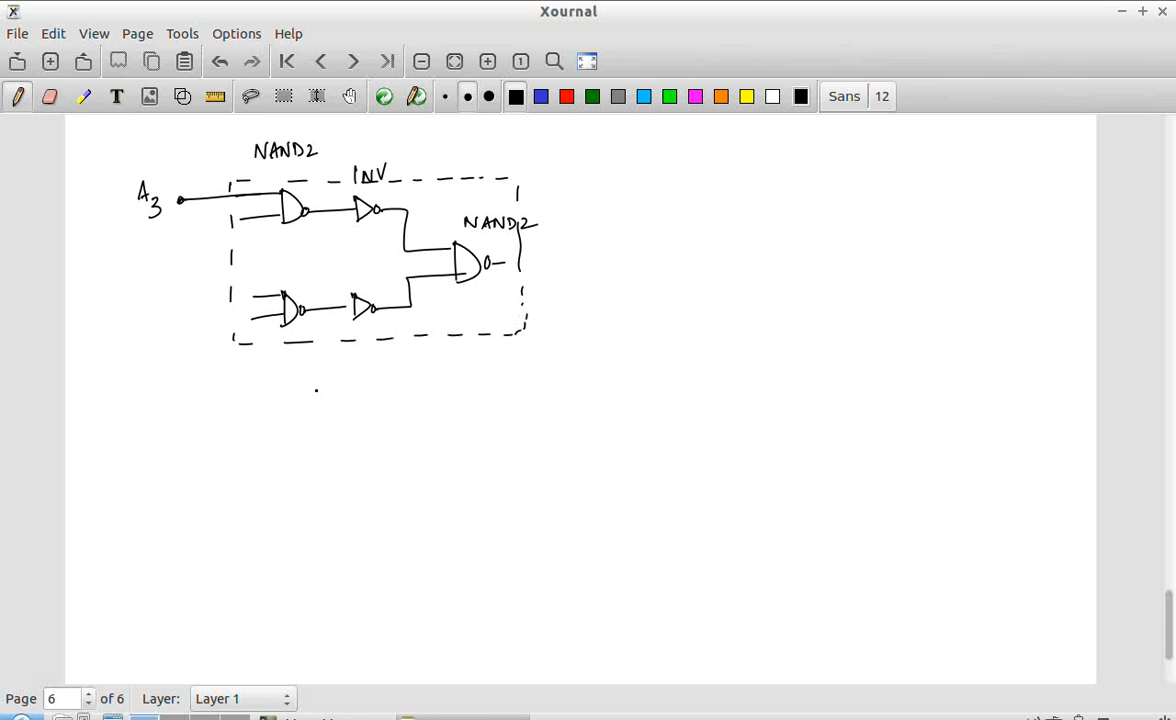 Xournal
File Edit View Page Tools Options Help
Sans 12
NAND2
INV
A3
NAND2
Page 6 of 6 Layer: Layer 1